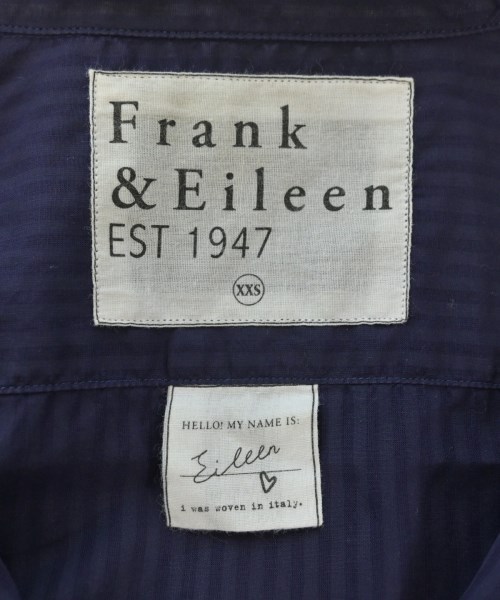 Frank
& Eileen
EST 1947
XXS
HELLO! MY NAME IS:
Eileen
i was woven in italy.